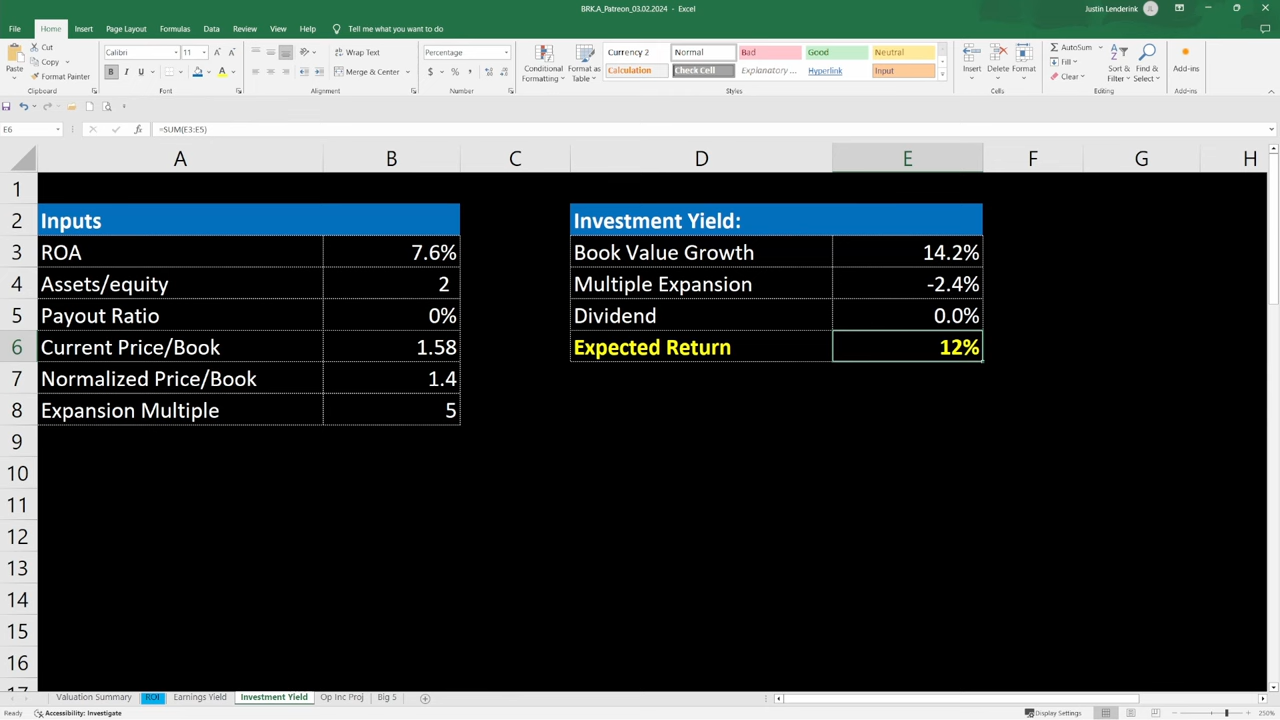 BRK.A_Patreon_03.02.2024 - Excel
Justin Lenderink
File Home Insert Page Layout Formulas Data Review View Help Tell me what you want to do
Paste
Cut
Copy
Format Painter
Clipboard
Calibri 11
B I U
Font
Wrap Text
Merge & Center
Alignment
Percentage
$ % ,
Number
Conditional Formatting
Format as Table
Currency 2 Normal Bad Good Neutral
Calculation Check Cell Explanatory ... Hyperlink Input
Styles
Insert Delete Format
Cells
AutoSum
Fill
Clear
Sort & Filter
Find & Select
Editing
Add-ins
Add-ins
E6 fx =SUM(E3:E5)
A B C D E F G H
1
2 Inputs Investment Yield:
3 ROA 7.6% Book Value Growth 14.2%
4 Assets/equity 2 Multiple Expansion -2.4%
5 Payout Ratio 0% Dividend 0.0%
6 Current Price/Book 1.58 Expected Return 12%
7 Normalized Price/Book 1.4
8 Expansion Multiple 5
9
10
11
12
13
14
15
16
17
Valuation Summary ROI Earnings Yield Investment Yield Op Inc Proj Big 5
Ready Accessibility: Investigate Display Settings 250%